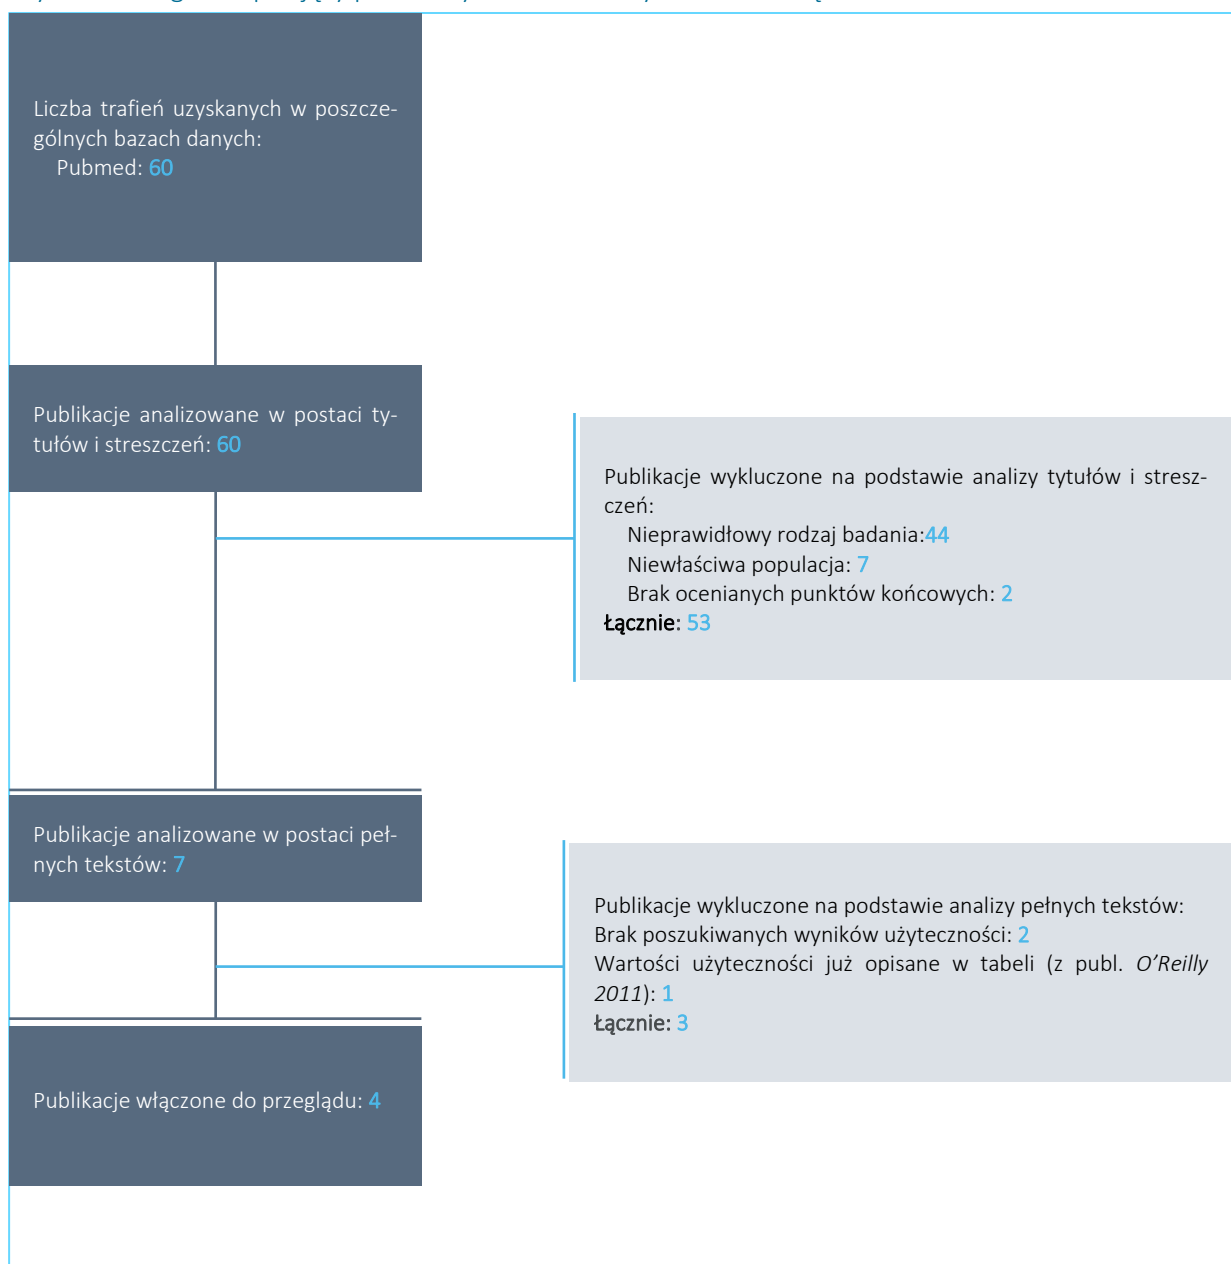 Liczba trafień uzyskanych w poszcze-
gólnych bazach danych:
Pubmed: 60
Publikacje analizowane w postaci ty-
tułów i streszczeń: 60
Publikacje wykluczone na podstawie analizy tytułów i stresz-
czeń:
Nieprawidłowy rodzaj badania:44
Niewłaściwa populacja: 7
Brak ocenianych punktów końcowych: 2
Łącznie: 53
Publikacje analizowane w postaci peł-
nych tekstów: 7
Publikacje wykluczone na podstawie analizy pełnych tekstów:
Brak poszukiwanych wyników użyteczności: 2
Wartości użyteczności już opisane w tabeli (z publ. O’Reilly
2011): 1
Łącznie: 3
Publikacje włączone do przeglądu: 4